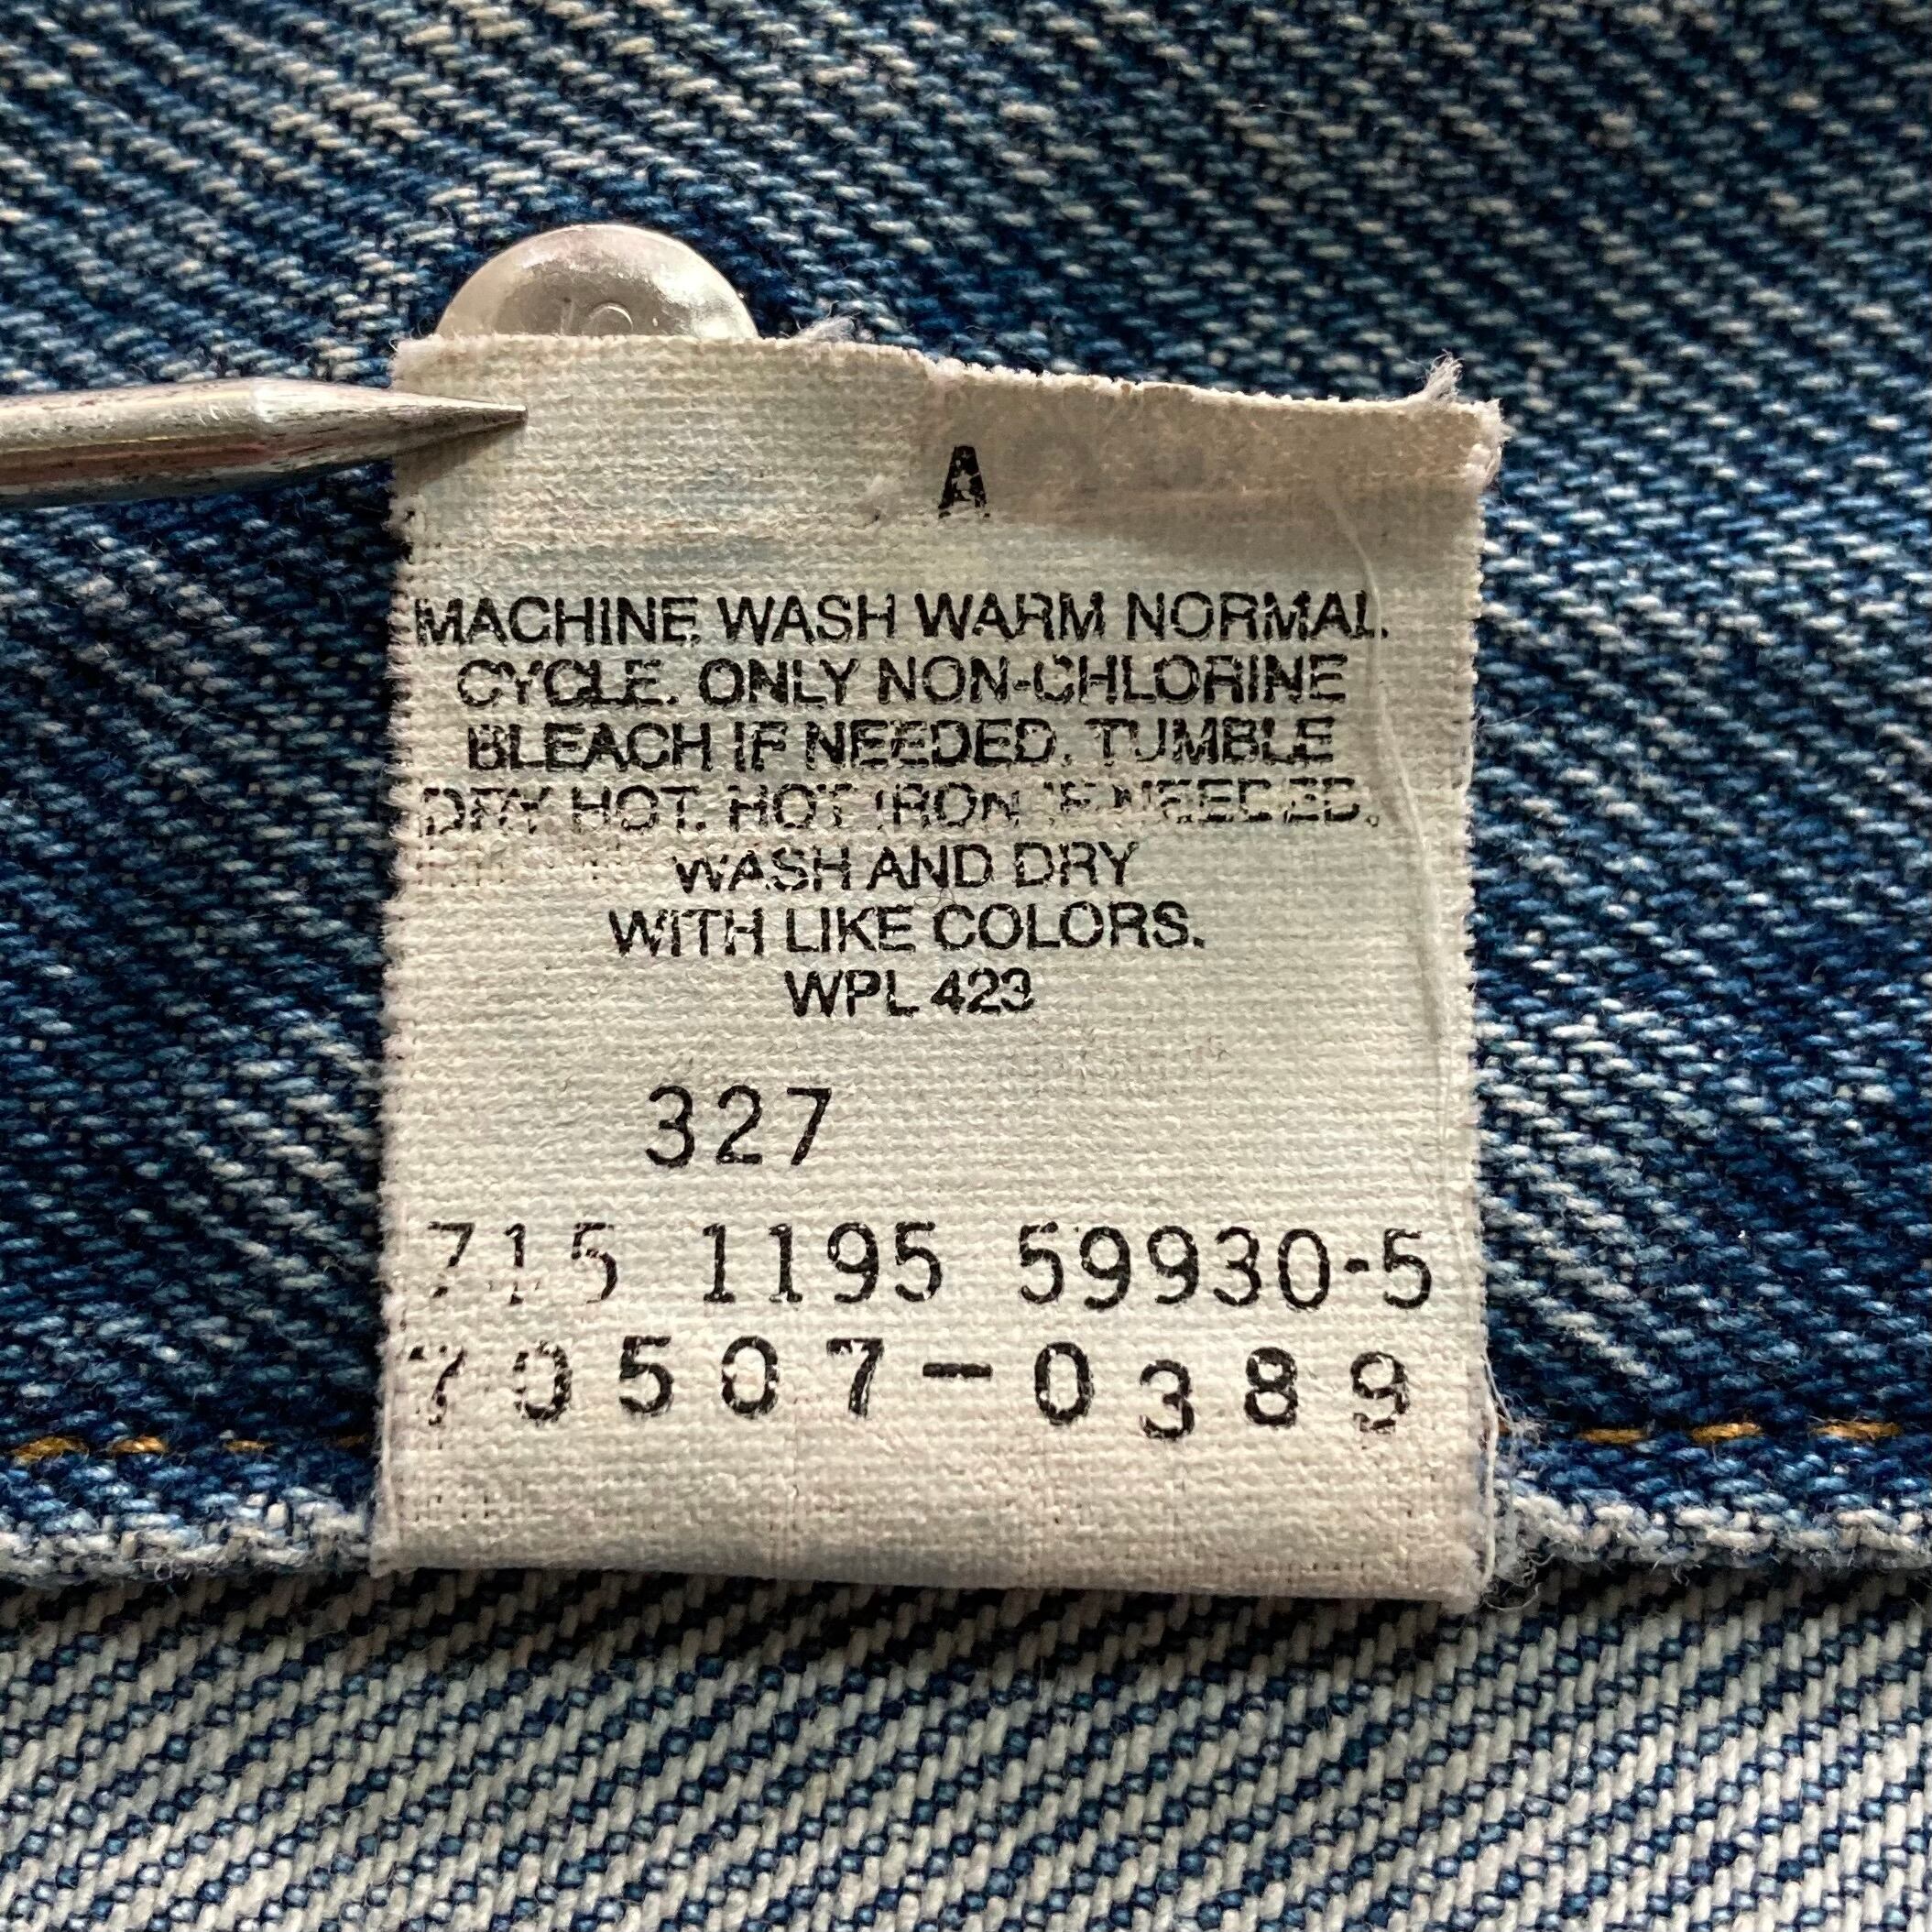 A
MACHINE WASH WARM NORMAL
CYCLE. ONLY NON-CHLORINE
BLEACH IF NEEDED. TUMBLE
DRY HOT. HOT IRON IF NEEDED.
WASH AND DRY
WITH LIKE COLORS.
WPL 423
327
715 1195 59930-5
70507-0389